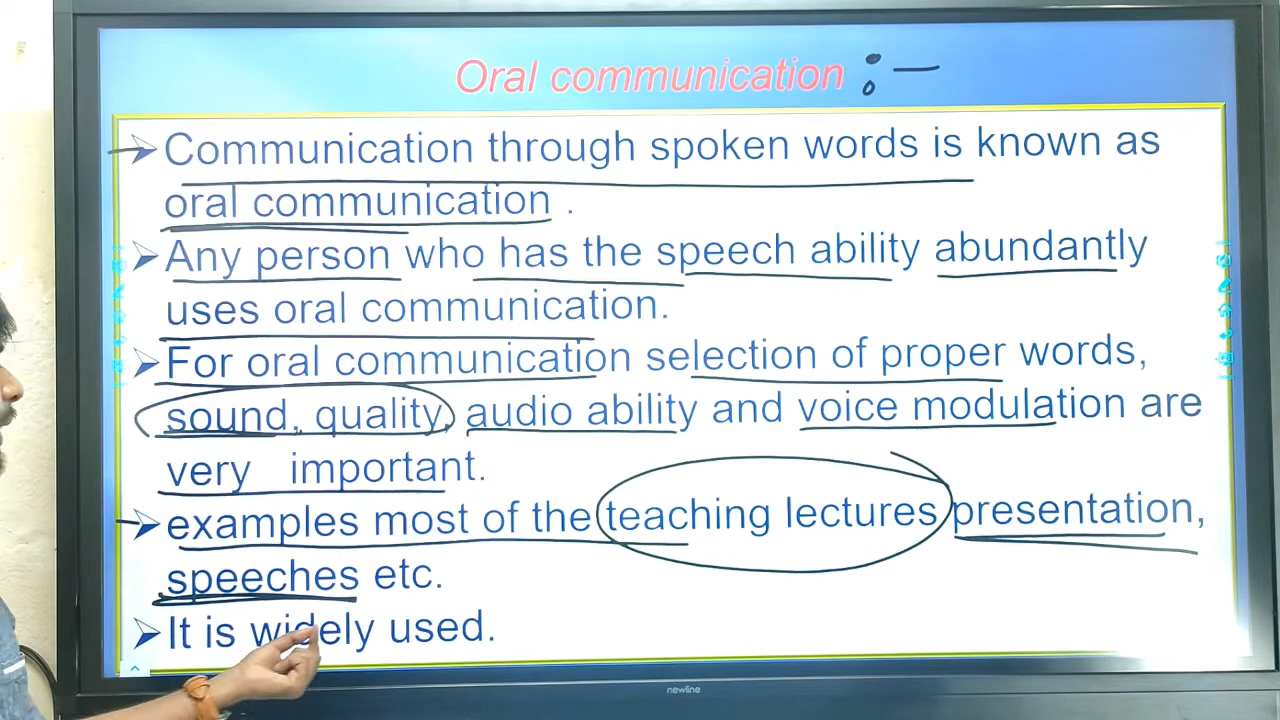 Oral communication :-
Communication through spoken words is known as
oral communication .
Any person who has the speech ability abundantly
uses oral communication.
For oral communication selection of proper words,
sound, quality, audio ability and voice modulation are
very important.
examples most of the teaching lectures presentation,
speeches etc.
It is widely used.
newline